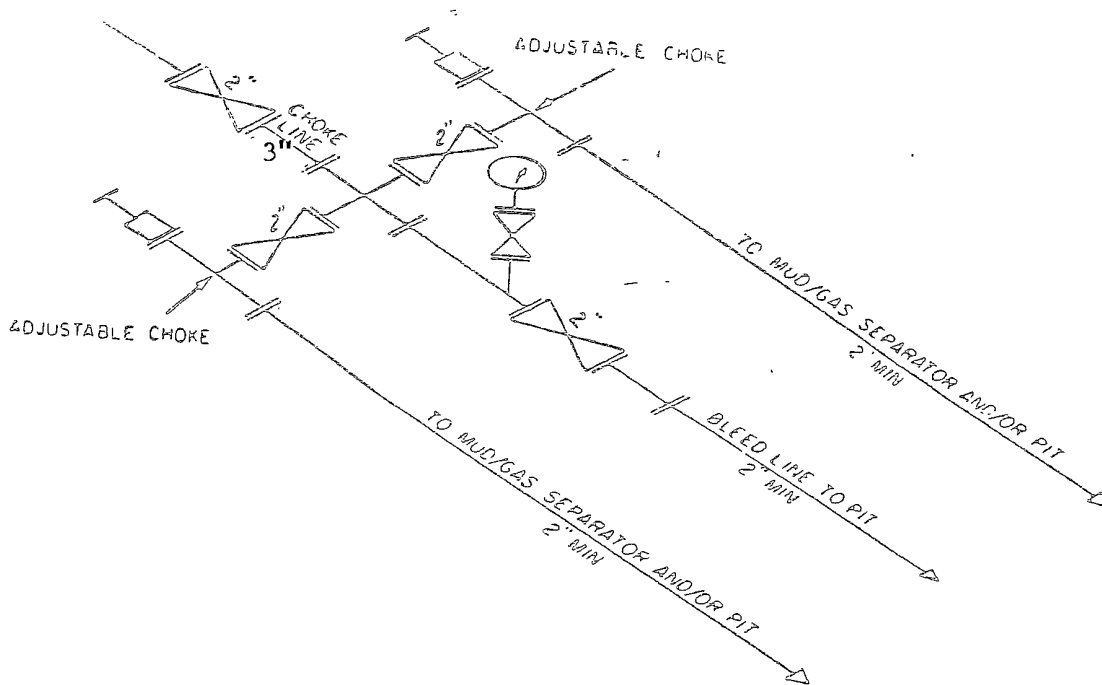 ADJUSTABLE CHOKE
2"
CHOKE
LINE
3"
2"
P
2"
ADJUSTABLE CHOKE
2"
TO MUD/GAS SEPARATOR AND/OR PIT
2' MIN
BLEED LINE TO PIT
2" MIN
TO MUD/GAS SEPARATOR AND/OR PIT
2" MIN